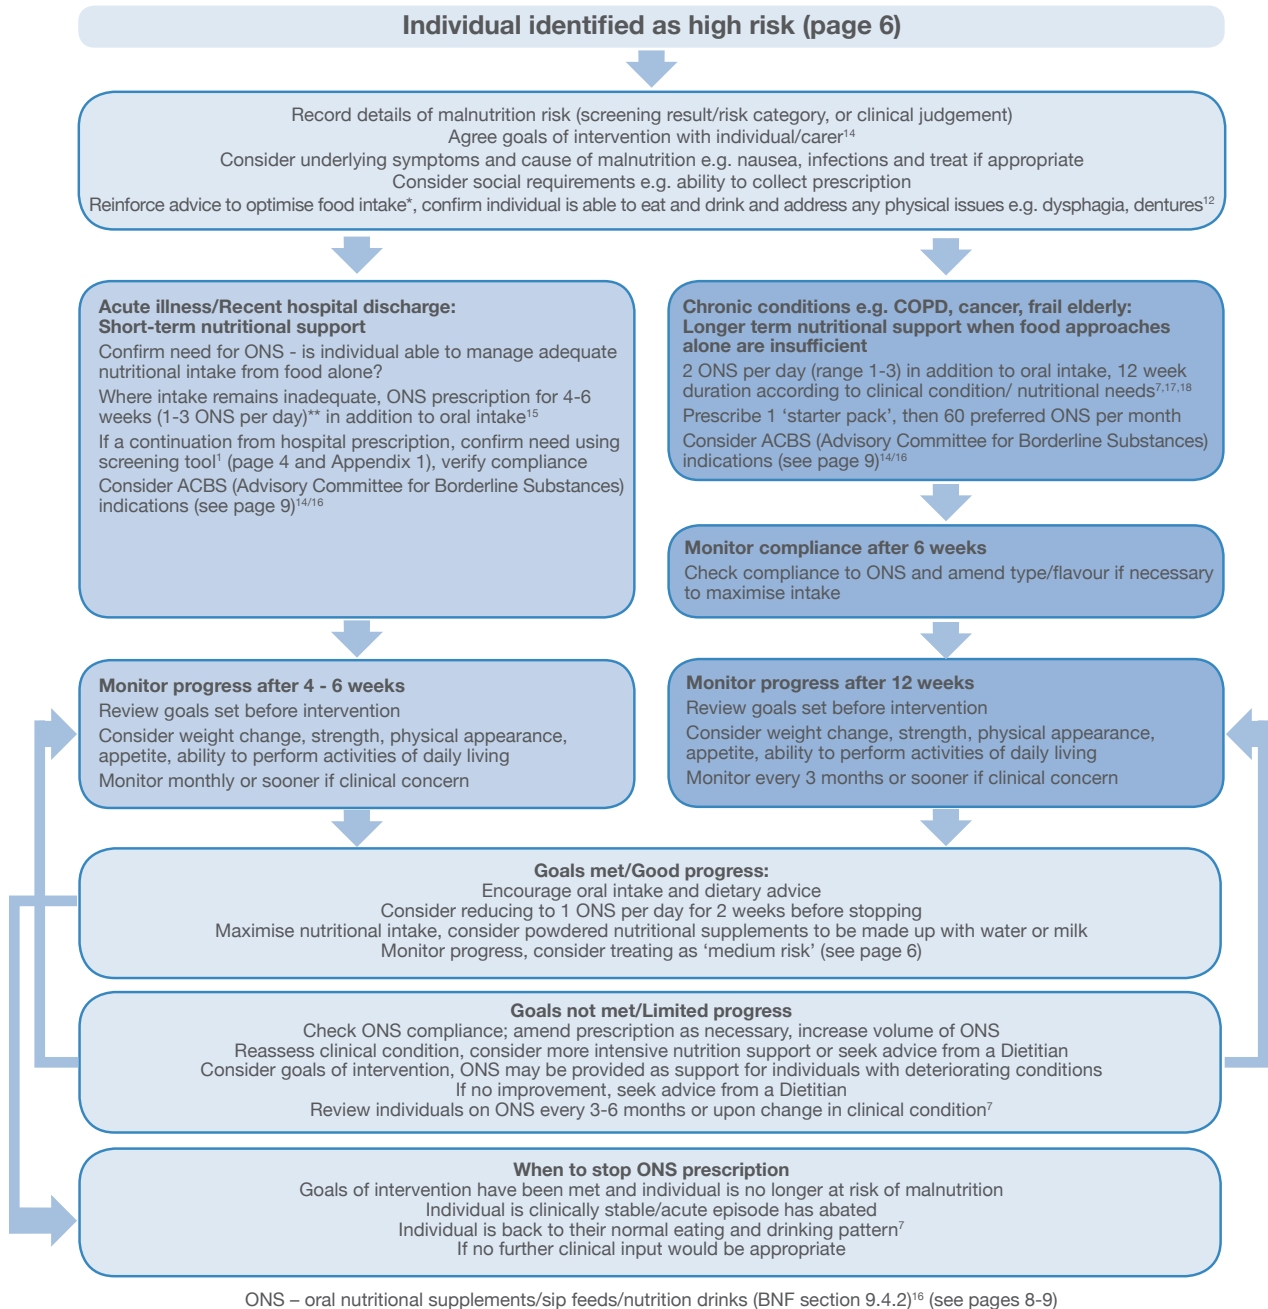 Individual identified as high risk (page 6)
Record details of malnutrition risk (screening result/risk category, or clinical judgement)
Agree goals of intervention with individual/carer¹⁴
Consider underlying symptoms and cause of malnutrition e.g. nausea, infections and treat if appropriate
Consider social requirements e.g. ability to collect prescription
Reinforce advice to optimise food intake*, confirm individual is able to eat and drink and address any physical issues e.g. dysphagia, dentures¹²
Acute illness/Recent hospital discharge:
Short-term nutritional support
Confirm need for ONS - is individual able to manage adequate
nutritional intake from food alone?
Where intake remains inadequate, ONS prescription for 4-6
weeks (1-3 ONS per day)** in addition to oral intake¹⁵
If a continuation from hospital prescription, confirm need using
screening tool¹ (page 4 and Appendix 1), verify compliance
Consider ACBS (Advisory Committee for Borderline Substances)
indications (see page 9)¹⁴/¹⁶
Chronic conditions e.g. COPD, cancer, frail elderly:
Longer term nutritional support when food approaches
alone are insufficient
2 ONS per day (range 1-3) in addition to oral intake, 12 week
duration according to clinical condition/ nutritional needs⁷,¹⁷,¹⁸
Prescribe 1 ‘starter pack’, then 60 preferred ONS per month
Consider ACBS (Advisory Committee for Borderline Substances)
indications (see page 9)¹⁴/¹⁶
Monitor compliance after 6 weeks
Check compliance to ONS and amend type/flavour if necessary
to maximise intake
Monitor progress after 4 - 6 weeks
Review goals set before intervention
Consider weight change, strength, physical appearance,
appetite, ability to perform activities of daily living
Monitor monthly or sooner if clinical concern
Monitor progress after 12 weeks
Review goals set before intervention
Consider weight change, strength, physical appearance,
appetite, ability to perform activities of daily living
Monitor every 3 months or sooner if clinical concern
Goals met/Good progress:
Encourage oral intake and dietary advice
Consider reducing to 1 ONS per day for 2 weeks before stopping
Maximise nutritional intake, consider powdered nutritional supplements to be made up with water or milk
Monitor progress, consider treating as ‘medium risk’ (see page 6)
Goals not met/Limited progress
Check ONS compliance; amend prescription as necessary, increase volume of ONS
Reassess clinical condition, consider more intensive nutrition support or seek advice from a Dietitian
Consider goals of intervention, ONS may be provided as support for individuals with deteriorating conditions
If no improvement, seek advice from a Dietitian
Review individuals on ONS every 3-6 months or upon change in clinical condition⁷
When to stop ONS prescription
Goals of intervention have been met and individual is no longer at risk of malnutrition
Individual is clinically stable/acute episode has abated
Individual is back to their normal eating and drinking pattern⁷
If no further clinical input would be appropriate
ONS – oral nutritional supplements/sip feeds/nutrition drinks (BNF section 9.4.2)¹⁶ (see pages 8-9)